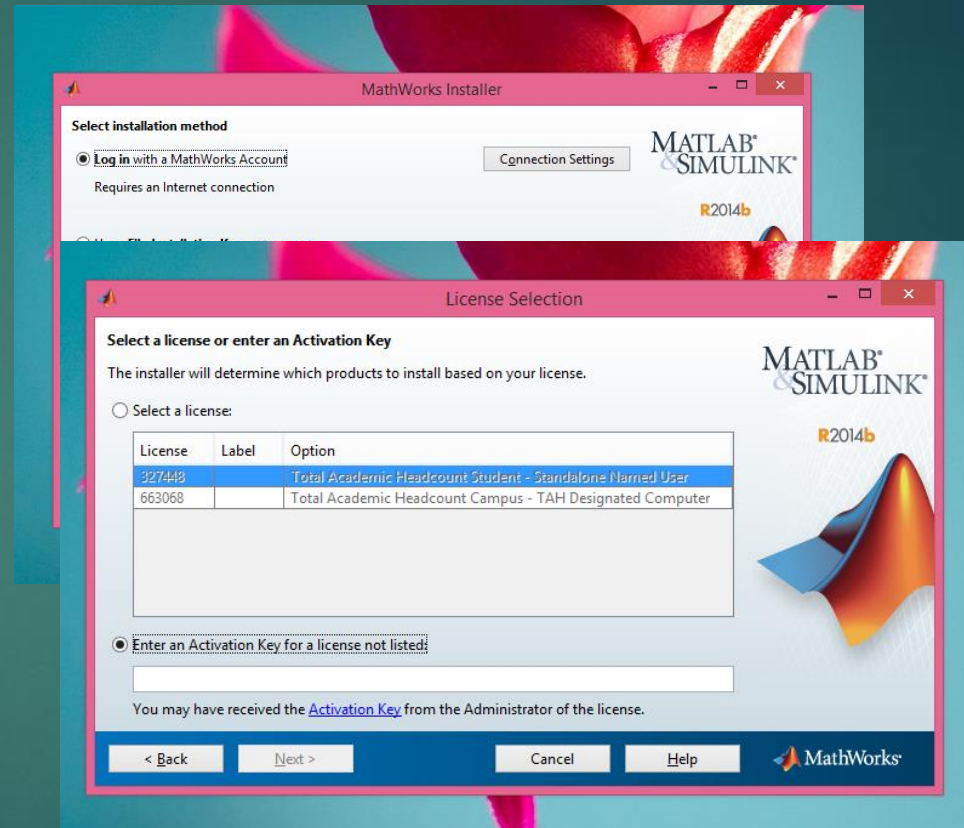 MathWorks Installer
Select installation method
Log in with a MathWorks Account
Connection Settings
Requires an Internet connection
MATLAB®
&SIMULINK®
R2014b
License Selection
Select a license or enter an Activation Key
The installer will determine which products to install based on your license.
MATLAB®
&SIMULINK®
R2014b
Select a license:
License Label Option
327448 Total Academic Headcount Student - Standalone Named User
663068 Total Academic Headcount Campus - TAH Designated Computer
Enter an Activation Key for a license not listed:
You may have received the Activation Key from the Administrator of the license.
< Back Next > Cancel Help MathWorks®